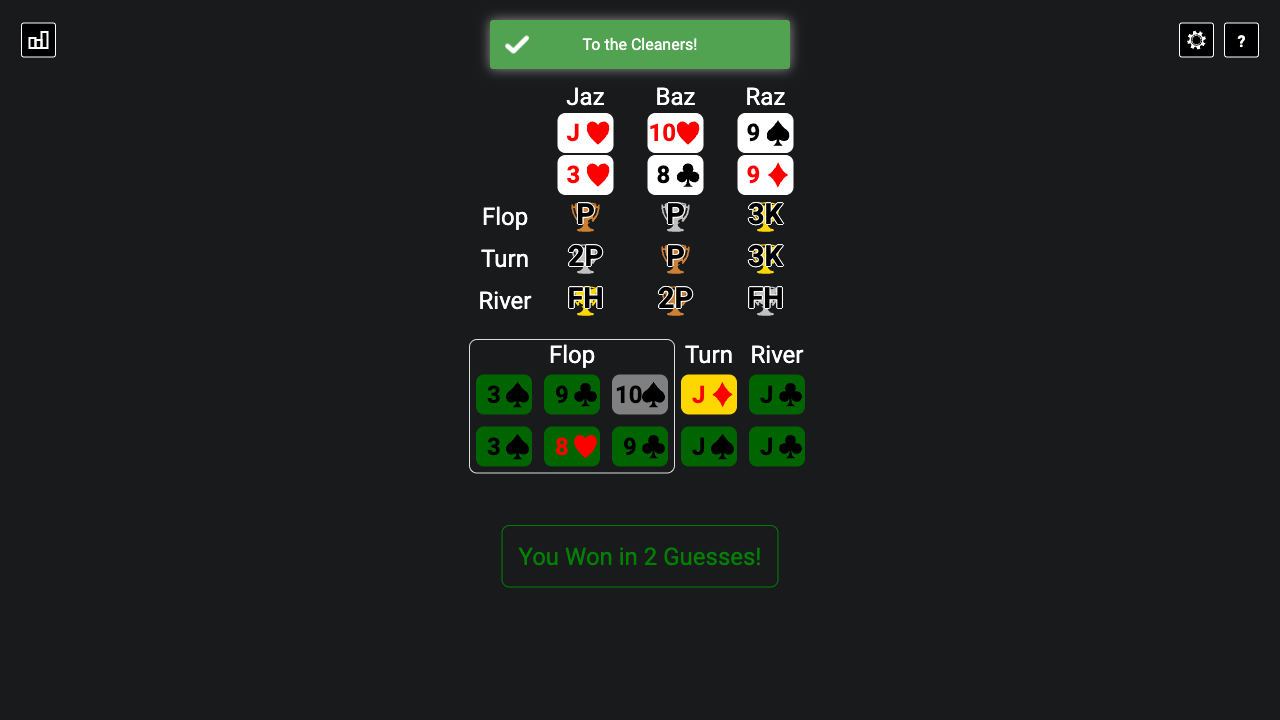 To the Cleaners!
?
Jaz Baz Raz
J♥ 10♥ 9♠
3♥ 8♣ 9♦
Flop P P 3K
Turn 2P P 3K
River FH 2P FH
Flop Turn River
3♠ 9♣ 10♠ J♦ J♣
3♠ 8♥ 9♣ J♠ J♣
You Won in 2 Guesses!